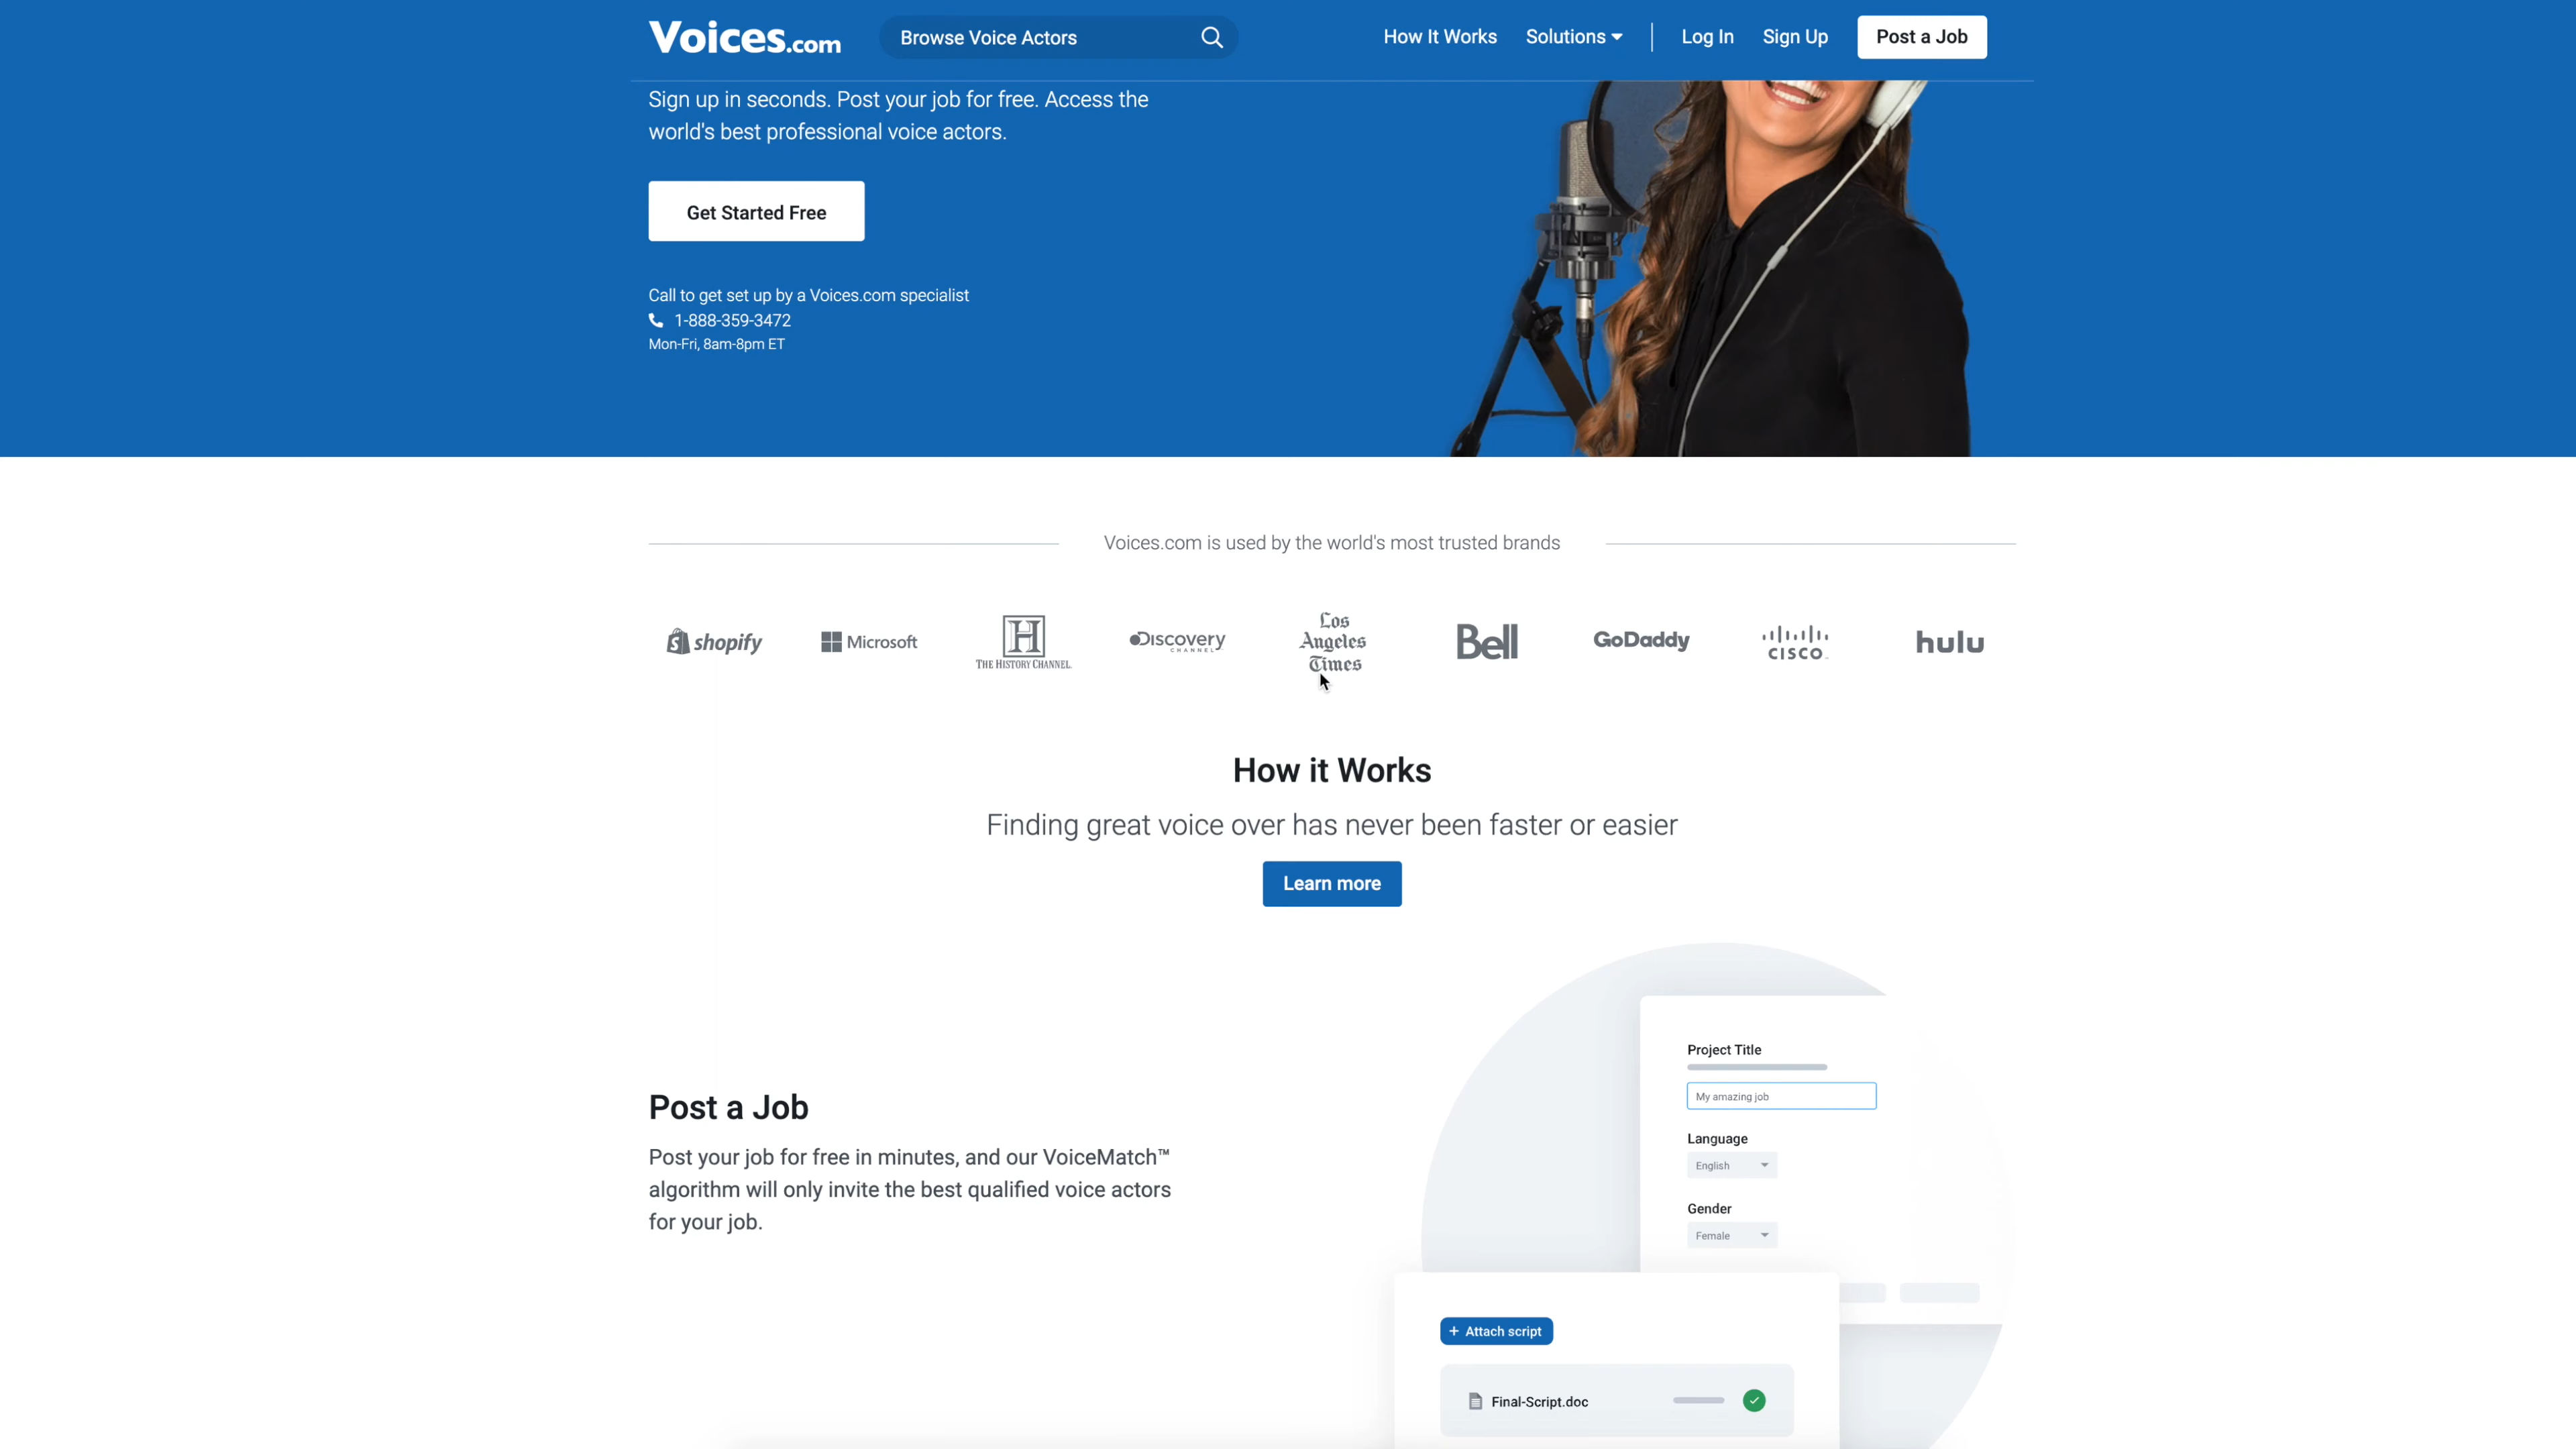 Voices.com
Browse Voice Actors
How It Works
Solutions
Log In
Sign Up
Post a Job
Sign up in seconds. Post your job for free. Access the
world's best professional voice actors.
Get Started Free
Call to get set up by a Voices.com specialist
1-888-359-3472
Mon-Fri, 8am-8pm ET
Voices.com is used by the world's most trusted brands
shopify
Microsoft
H
THE HISTORY CHANNEL
Discovery
CHANNEL
Los
Angeles
Times
Bell
GoDaddy
CISCO
hulu
How it Works
Finding great voice over has never been faster or easier
Learn more
Post a Job
Post your job for free in minutes, and our VoiceMatch™
algorithm will only invite the best qualified voice actors
for your job.
Project Title
My amazing job
Language
English
Gender
Female
+ Attach script
Final-Script.doc